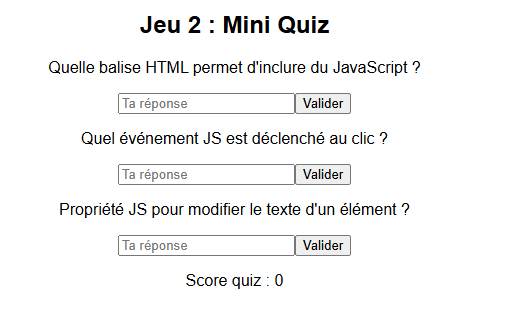 Jeu 2 : Mini Quiz
Quelle balise HTML permet d'inclure du JavaScript ?
Ta réponse Valider
Quel événement JS est déclenché au clic ?
Ta réponse Valider
Propriété JS pour modifier le texte d'un élément ?
Ta réponse Valider
Score quiz : 0